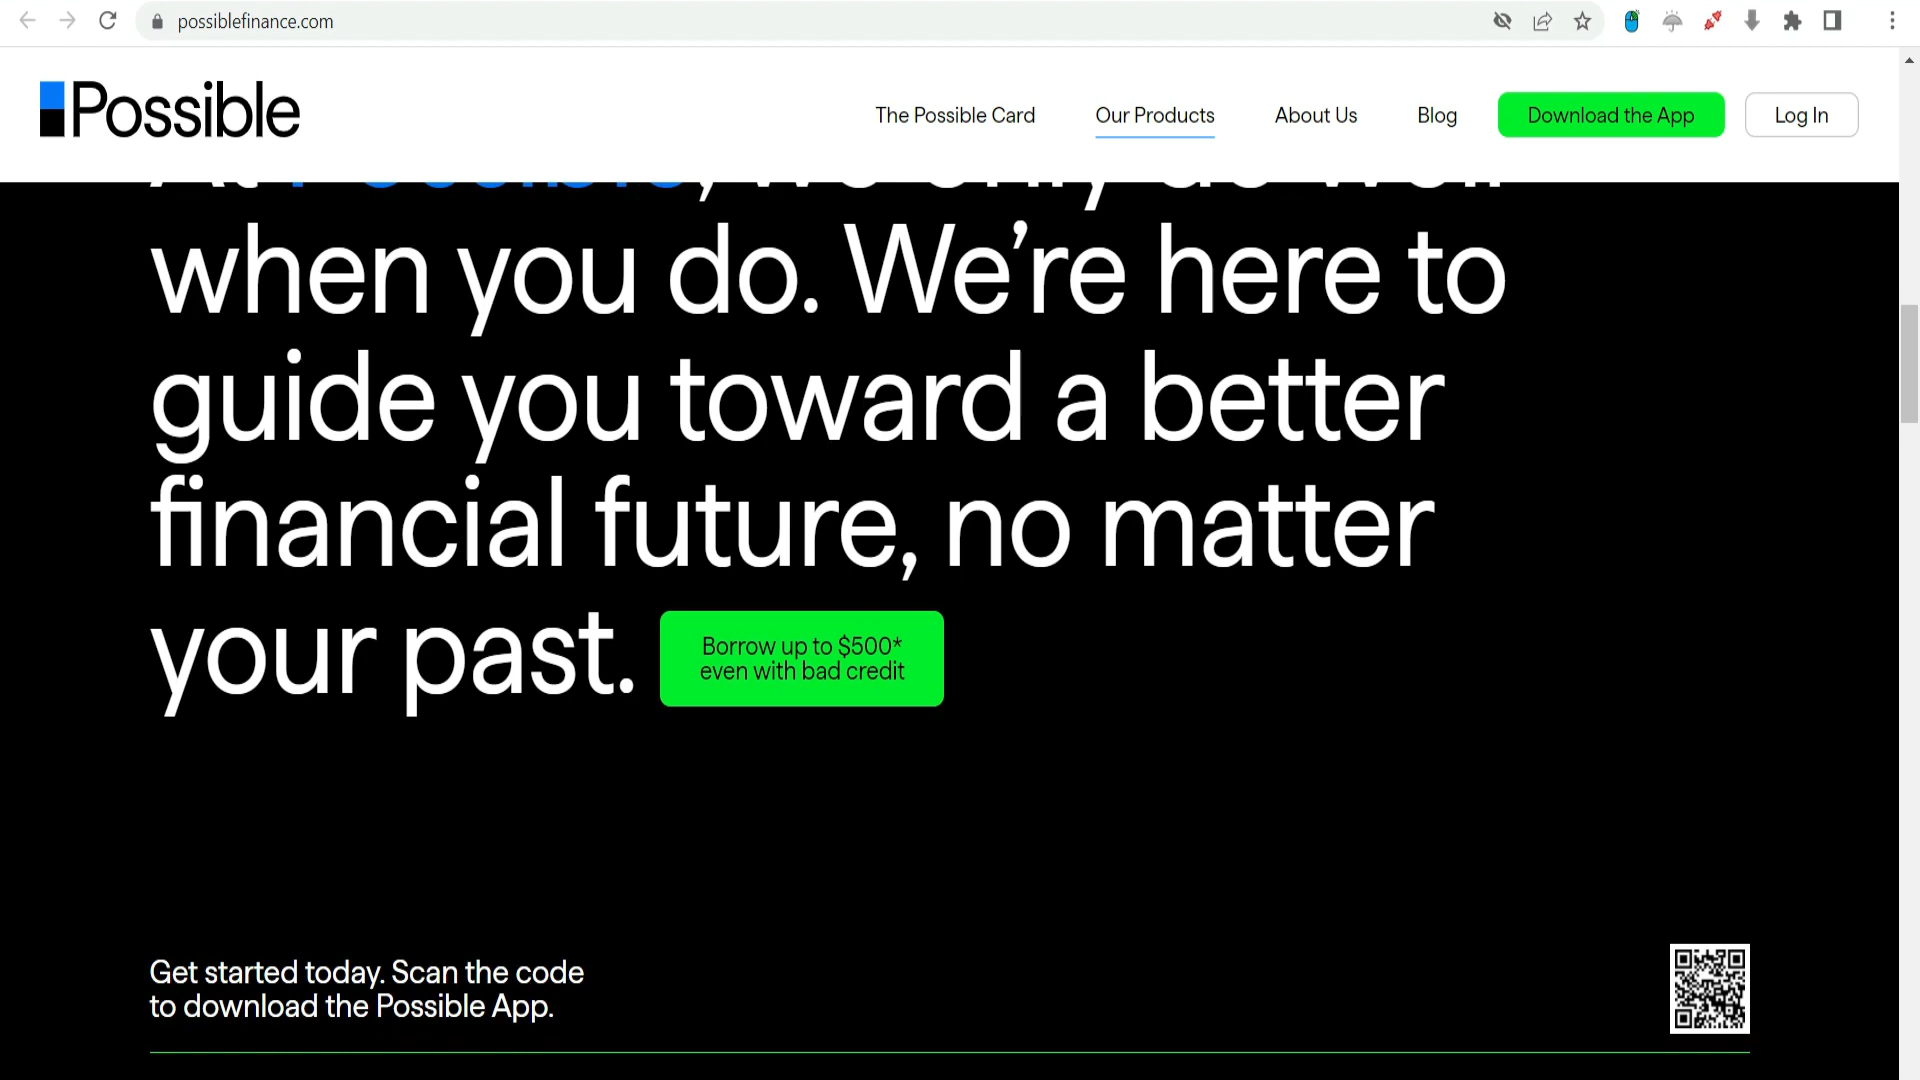 possiblefinance.com
Possible
The Possible Card
Our Products
About Us
Blog
Download the App
Log In
when you do. We’re here to
guide you toward a better
financial future, no matter
your past.
Borrow up to $500*
even with bad credit
Get started today. Scan the code
to download the Possible App.